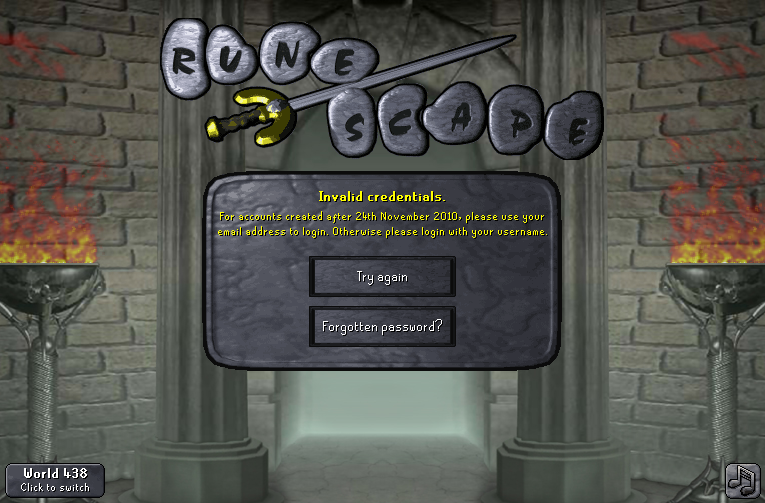 RUNE
SCAPE
Invalid credentials.
For accounts created after 24th November 2010, please use your
email address to login. Otherwise please login with your username.
Try again
Forgotten password?
World 438
Click to switch